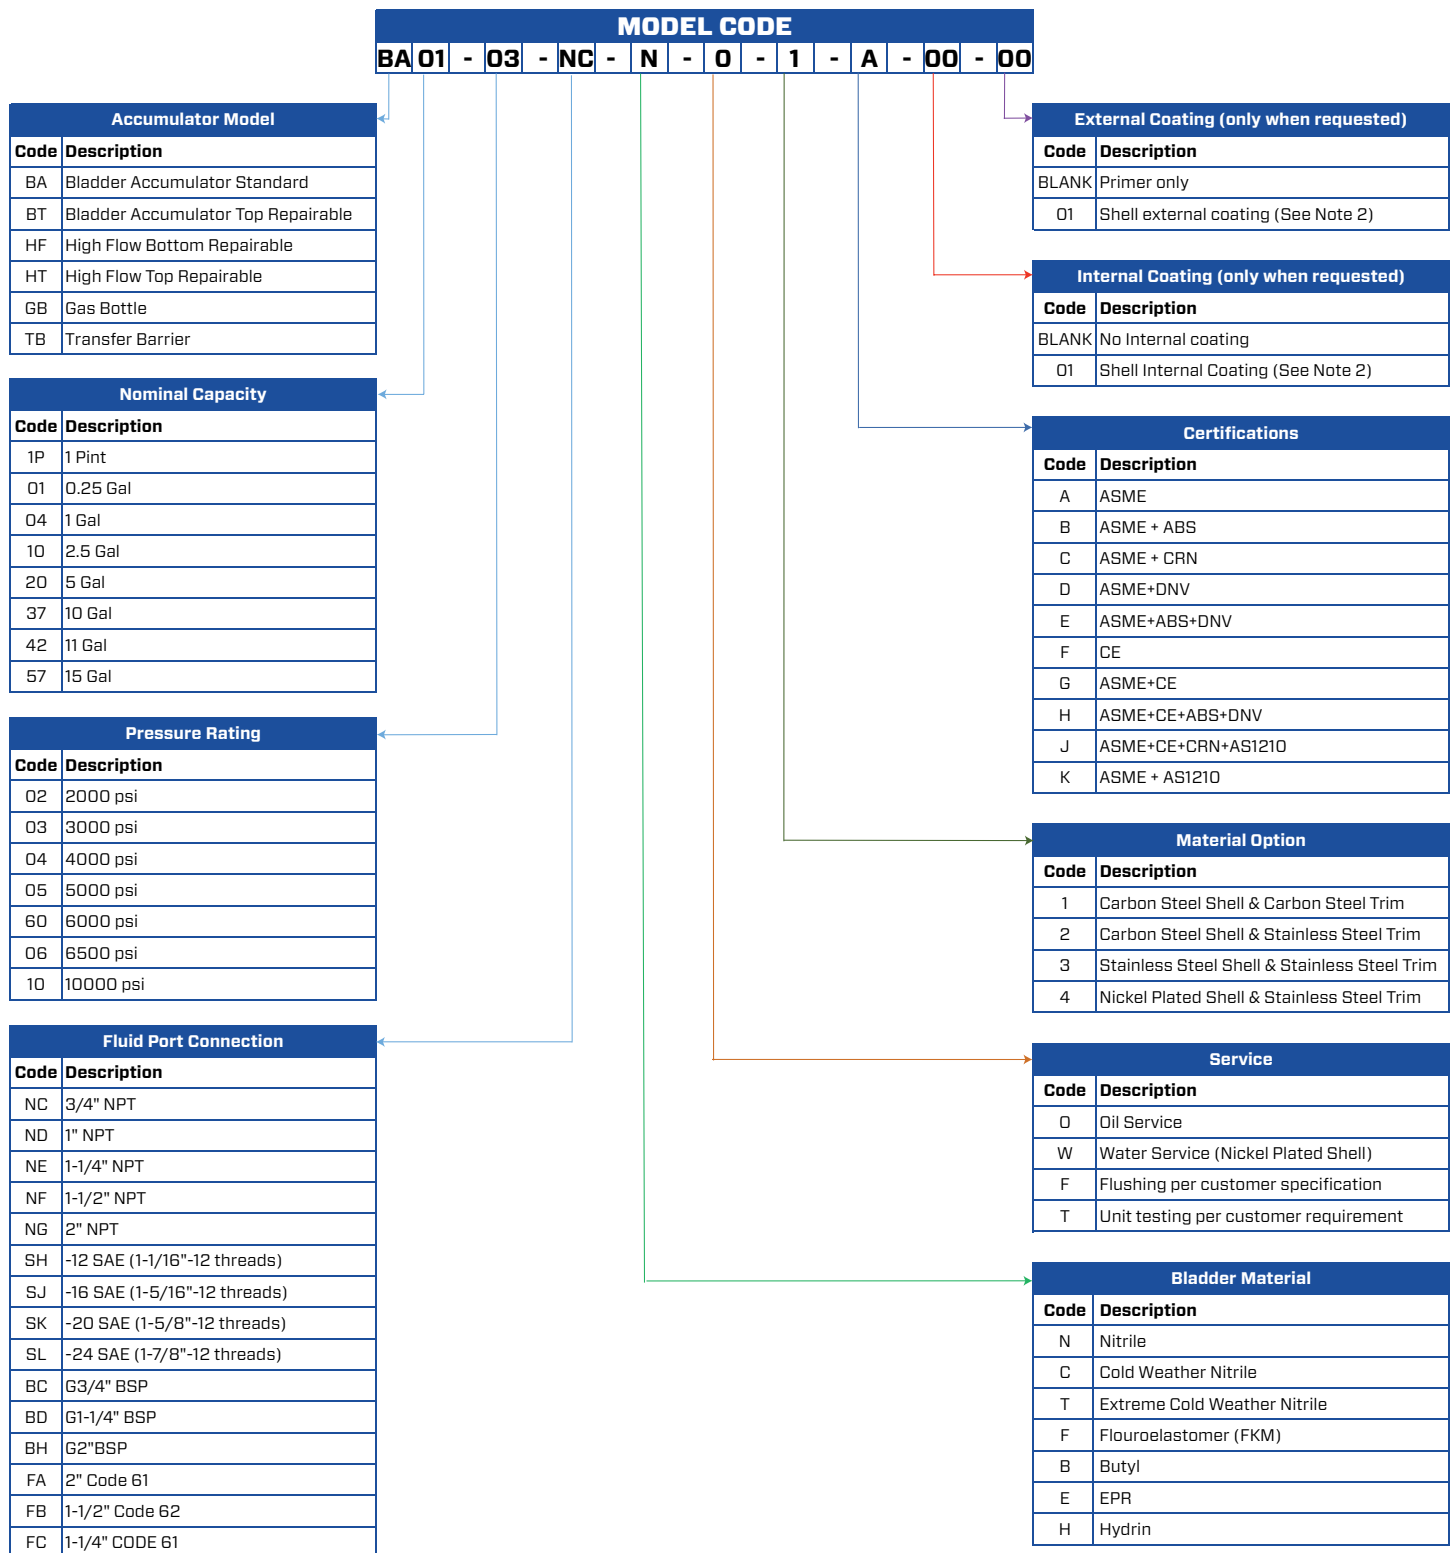 MODEL CODE
BA 01 - 03 - NC - N - O - 1 - A - 00 - 00
Accumulator Model
Code Description
BA Bladder Accumulator Standard
BT Bladder Accumulator Top Repairable
HF High Flow Bottom Repairable
HT High Flow Top Repairable
GB Gas Bottle
TB Transfer Barrier
Nominal Capacity
Code Description
1P 1 Pint
01 0.25 Gal
04 1 Gal
10 2.5 Gal
20 5 Gal
37 10 Gal
42 11 Gal
57 15 Gal
Pressure Rating
Code Description
02 2000 psi
03 3000 psi
04 4000 psi
05 5000 psi
60 6000 psi
06 6500 psi
10 10000 psi
Fluid Port Connection
Code Description
NC 3/4" NPT
ND 1" NPT
NE 1-1/4" NPT
NF 1-1/2" NPT
NG 2" NPT
SH -12 SAE (1-1/16"-12 threads)
SJ -16 SAE (1-5/16"-12 threads)
SK -20 SAE (1-5/8"-12 threads)
SL -24 SAE (1-7/8"-12 threads)
BC G3/4" BSP
BD G1-1/4" BSP
BH G2"BSP
FA 2" Code 61
FB 1-1/2" Code 62
FC 1-1/4" CODE 61
External Coating (only when requested)
Code Description
BLANK Primer only
01 Shell external coating (See Note 2)
Internal Coating (only when requested)
Code Description
BLANK No Internal coating
01 Shell Internal Coating (See Note 2)
Certifications
Code Description
A ASME
B ASME + ABS
C ASME + CRN
D ASME+DNV
E ASME+ABS+DNV
F CE
G ASME+CE
H ASME+CE+ABS+DNV
J ASME+CE+CRN+AS1210
K ASME + AS1210
Material Option
Code Description
1 Carbon Steel Shell & Carbon Steel Trim
2 Carbon Steel Shell & Stainless Steel Trim
3 Stainless Steel Shell & Stainless Steel Trim
4 Nickel Plated Shell & Stainless Steel Trim
Service
Code Description
O Oil Service
W Water Service (Nickel Plated Shell)
F Flushing per customer specification
T Unit testing per customer requirement
Bladder Material
Code Description
N Nitrile
C Cold Weather Nitrile
T Extreme Cold Weather Nitrile
F Flouroelastomer (FKM)
B Butyl
E EPR
H Hydrin